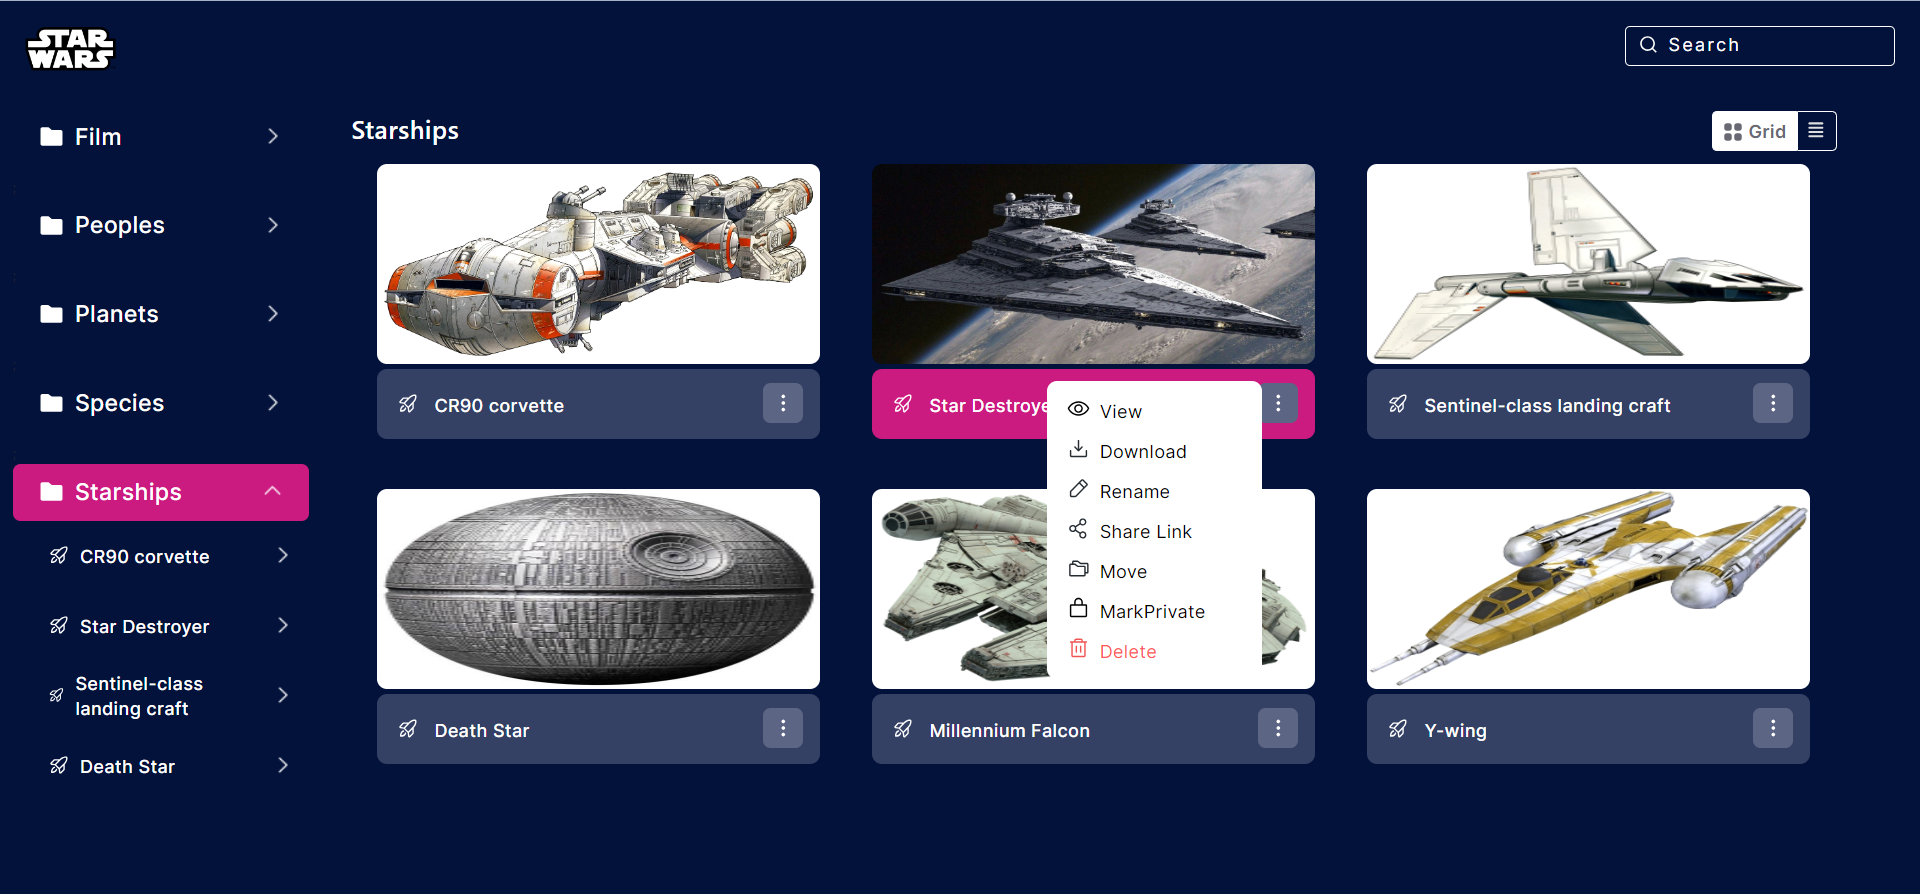 STAR
WARS
Search
Film
Peoples
Planets
Species
Starships
CR90 corvette
Star Destroyer
Sentinel-class
landing craft
Death Star
Starships
Grid
CR90 corvette
Star Destroye
Sentinel-class landing craft
View
Download
Rename
Share Link
Move
MarkPrivate
Delete
Death Star
Millennium Falcon
Y-wing